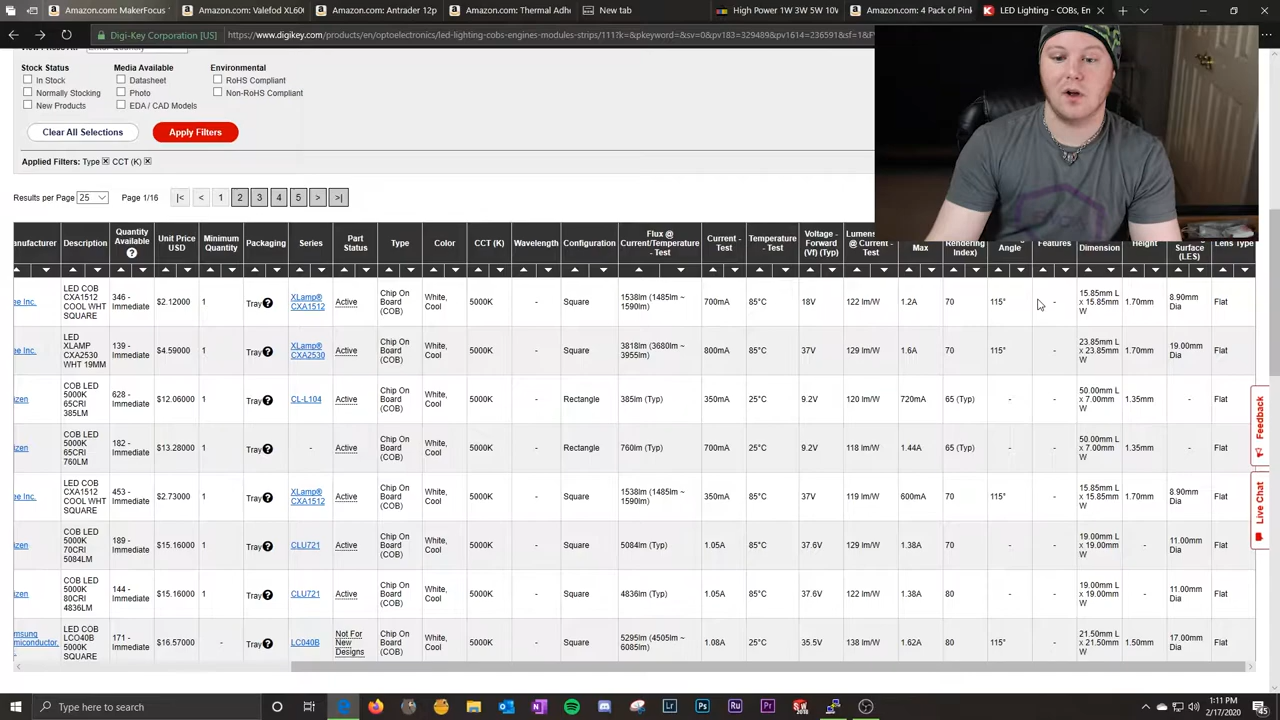 Amazon.com: MakerFocus
Amazon.com: Valefod XL600
Amazon.com: Antrader 12p
Amazon.com: Thermal Adhe
New tab
High Power 1W 3W 5W 10W
Amazon.com: 4 Pack of Pink
LED Lighting - COBs, En
Digi-Key Corporation [US]
https://www.digikey.com/products/en/optoelectronics/led-lighting-cobs-engines-modules-strips/111?k=&pkeyword=&sv=0&pv1614=236591&sf=1&F
Stock Status
Media Available
Environmental
In Stock
Datasheet
RoHS Compliant
Normally Stocking
Photo
Non-RoHS Compliant
New Products
EDA / CAD Models
Clear All Selections
Apply Filters
Applied Filters: Type CCT (K)
Results per Page 25 Page 1/16 |< < 1 2 3 4 5 > >|
anufacturer
Description
Quantity Available
Unit Price USD
Minimum Quantity
Packaging
Series
Part Status
Type
Color
CCT (K)
Wavelength
Configuration
Flux @ Current/Temperature - Test
Current - Test
Temperature - Test
Voltage - Forward (Vf) (Typ)
@ Current - Test
Max
Index)
Angle
Features
Dimension
Height
Surface (LES)
Lens Type
ee Inc. LED COB CXA1512 COOL WHT SQUARE 346 - Immediate $2.12000 1 Tray XLamp® CXA1512 Active Chip On Board (COB) White, Cool 5000K - Square 1538lm (1485lm ~ 1590lm) 700mA 85°C 18V 122 lm/W 1.2A 70 115° - 15.85mm L x 15.85mm W 1.70mm 8.90mm Dia Flat
ee Inc. LED XLAMP CXA2530 WHT 19MM 139 - Immediate $4.59000 1 Tray XLamp® CXA2530 Active Chip On Board (COB) White, Cool 5000K - Square 3818lm (3680lm ~ 3955lm) 800mA 85°C 37V 129 lm/W 1.6A 70 115° - 23.85mm L x 23.85mm W 1.70mm 19.00mm Dia Flat
izen COB LED 5000K 65CRI 385LM 628 - Immediate $12.06000 1 Tray CL-L104 Active Chip On Board (COB) White, Cool 5000K - Rectangle 385lm (Typ) 350mA 25°C 9.2V 120 lm/W 720mA 65 (Typ) - - 50.00mm L x 7.00mm W 1.35mm - Flat
izen COB LED 5000K 65CRI 760LM 182 - Immediate $13.28000 1 Tray - Active Chip On Board (COB) White, Cool 5000K - Rectangle 760lm (Typ) 700mA 25°C 9.2V 118 lm/W 1.44A 65 (Typ) - - 50.00mm L x 7.00mm W 1.35mm - Flat
ee Inc. LED COB CXA1512 COOL WHT SQUARE 453 - Immediate $2.73000 1 Tray XLamp® CXA1512 Active Chip On Board (COB) White, Cool 5000K - Square 1538lm (1485lm ~ 1590lm) 350mA 85°C 37V 119 lm/W 600mA 70 115° - 15.85mm L x 15.85mm W 1.70mm 8.90mm Dia Flat
izen COB LED 5000K 70CRI 5084LM 189 - Immediate $15.16000 1 Tray CLU721 Active Chip On Board (COB) White, Cool 5000K - Square 5084lm (Typ) 1.05A 85°C 37.6V 129 lm/W 1.38A 70 - - 19.00mm L x 19.00mm W - 11.00mm Dia Flat
izen COB LED 5000K 80CRI 4836LM 144 - Immediate $15.16000 1 Tray CLU721 Active Chip On Board (COB) White, Cool 5000K - Square 4836lm (Typ) 1.05A 85°C 37.6V 122 lm/W 1.38A 80 - - 19.00mm L x 19.00mm W - 11.00mm Dia Flat
msung miconductor, LED COB LCO40B 5000K SQUARE 171 - Immediate $16.57000 - Tray LC040B Not For New Designs Chip On Board (COB) White, Cool 5000K - Square 5295lm (4505lm ~ 6085lm) 1.08A 25°C 35.5V 138 lm/W 1.62A 80 115° - 21.50mm L x 21.50mm W 1.50mm 17.00mm Dia Flat
Feedback
Live Chat
Type here to search
1:11 PM
2/17/2020
45